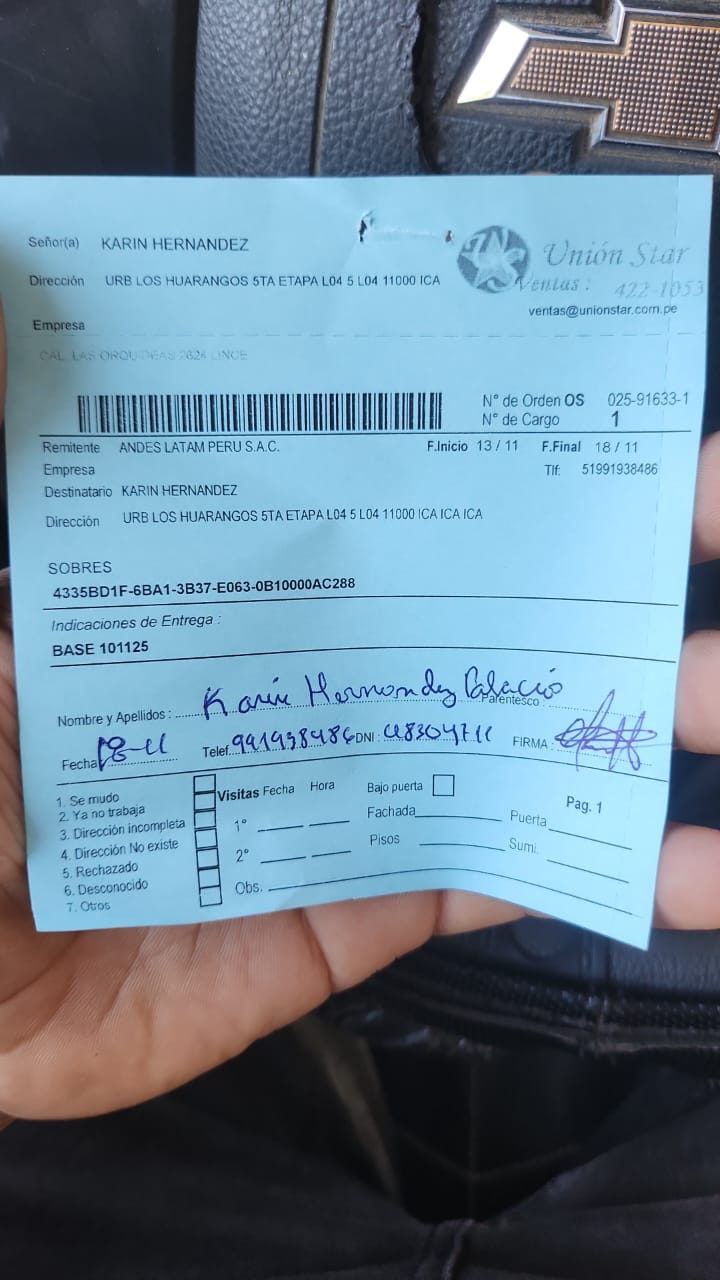 Señor(a) KARIN HERNANDEZ
Unión Star
Dirección URB LOS HUARANGOS 5TA ETAPA L04 5 L04 11000 ICA
Ventas : 422-1053
ventas@unionstar.com.pe
Empresa
CAL. LAS ORQUIDEAS 2624 LINCE
N° de Orden OS 025-91633-1
N° de Cargo 1
Remitente ANDES LATAM PERU S.A.C. F.Inicio 13 / 11 F.Final 18 / 11
Empresa Tlf: 51991938486
Destinatario KARIN HERNANDEZ
Dirección URB LOS HUARANGOS 5TA ETAPA L04 5 L04 11000 ICA ICA ICA
SOBRES
4335BD1F-6BA1-3B37-E063-0B10000AC288
Indicaciones de Entrega :
BASE 101125
Nombre y Apellidos : Karin Hernandez Palacio Parentesco :
Fecha 18-11 Telef. 991938486 DNI : 48304711 FIRMA :
1. Se mudo
2. Ya no trabaja
3. Dirección incompleta
4. Dirección No existe
5. Rechazado
6. Desconocido
7. Otros
Visitas Fecha Hora
1°
2°
Obs.
Bajo puerta
Fachada
Pisos
Pag. 1
Puerta
Sumi.